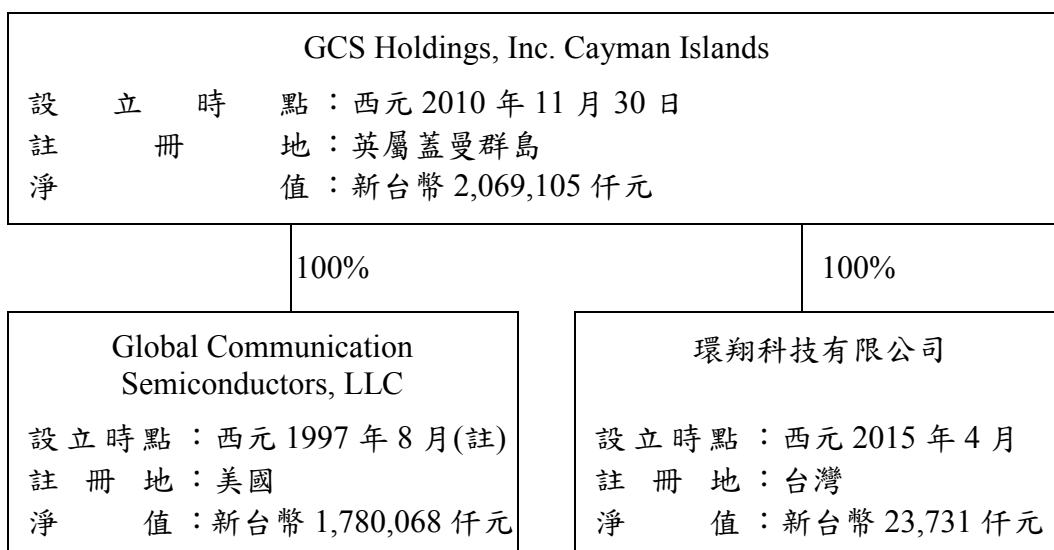 GCS Holdings, Inc. Cayman Islands
設立時點：西元 2010 年 11 月 30 日
註冊地：英屬蓋曼群島
淨值：新台幣 2,069,105 仟元
100%
100%
Global Communication
Semiconductors, LLC
設立時點：西元 1997 年 8 月(註)
註冊地：美國
淨值：新台幣 1,780,068 仟元
環翔科技有限公司
設立時點：西元 2015 年 4 月
註冊地：台灣
淨值：新台幣 23,731 仟元